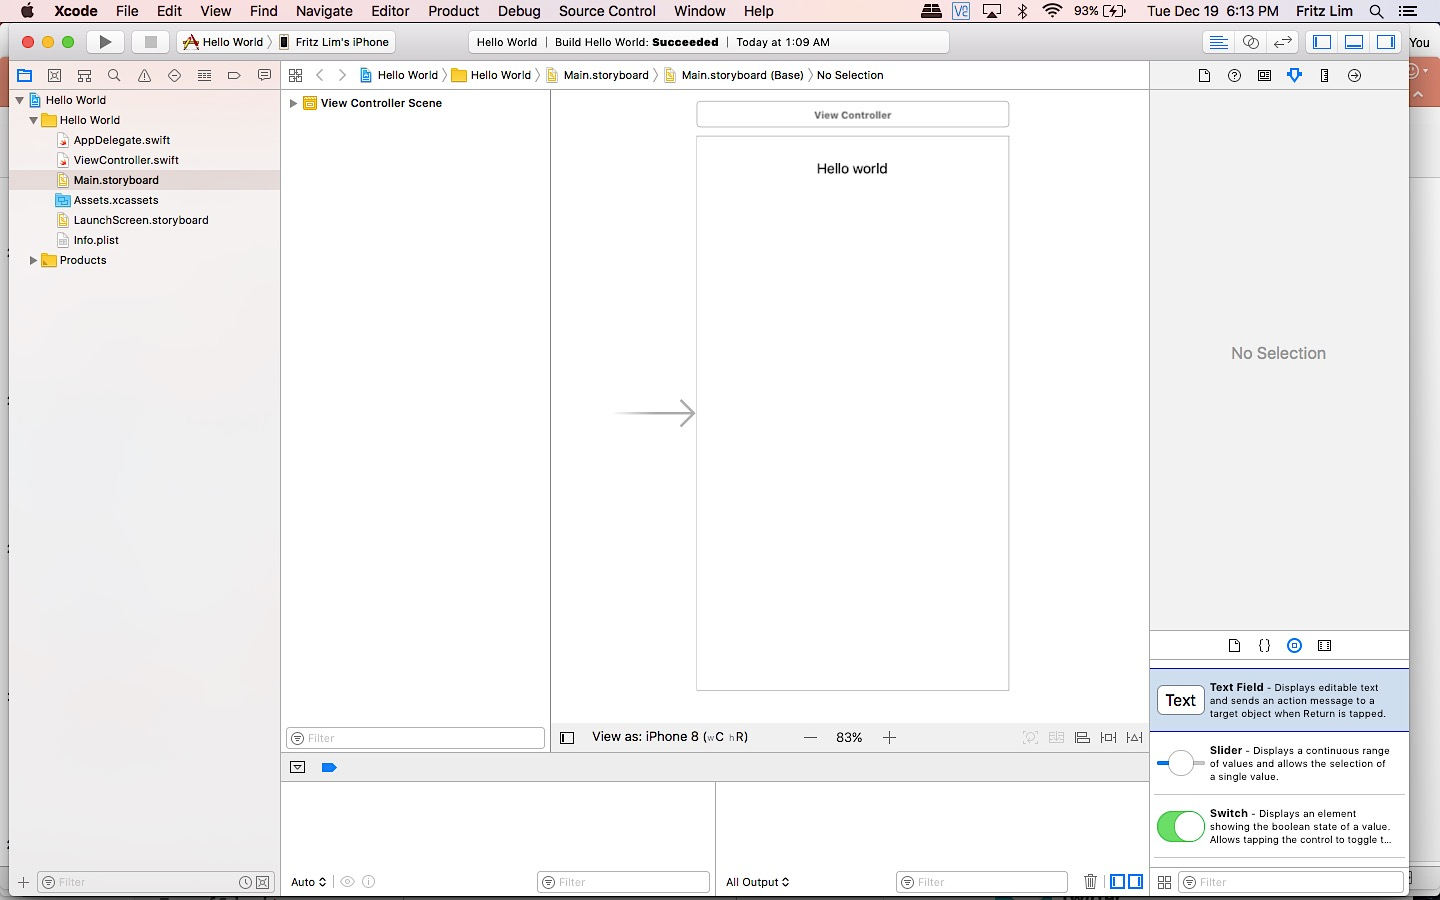 Xcode File Edit View Find Navigate Editor Product Debug Source Control Window Help 93% Tue Dec 19 6:13 PM Fritz Lim
Hello World Fritz Lim's iPhone Hello World | Build Hello World: Succeeded | Today at 1:09 AM You
Hello World Hello World Main.storyboard Main.storyboard (Base) No Selection
Hello World
Hello World
AppDelegate.swift
ViewController.swift
Main.storyboard
Assets.xcassets
LaunchScreen.storyboard
Info.plist
Products
Filter
View Controller Scene
Filter
View Controller
Hello world
View as: iPhone 8 (wC hR) 83%
Auto
Filter
All Output
Filter
No Selection
Text
Text Field - Displays editable text
and sends an action message to a
target object when Return is tapped.
Slider - Displays a continuous range
of values and allows the selection of
a single value.
Switch - Displays an element
showing the boolean state of a value.
Allows tapping the control to toggle t...
Filter